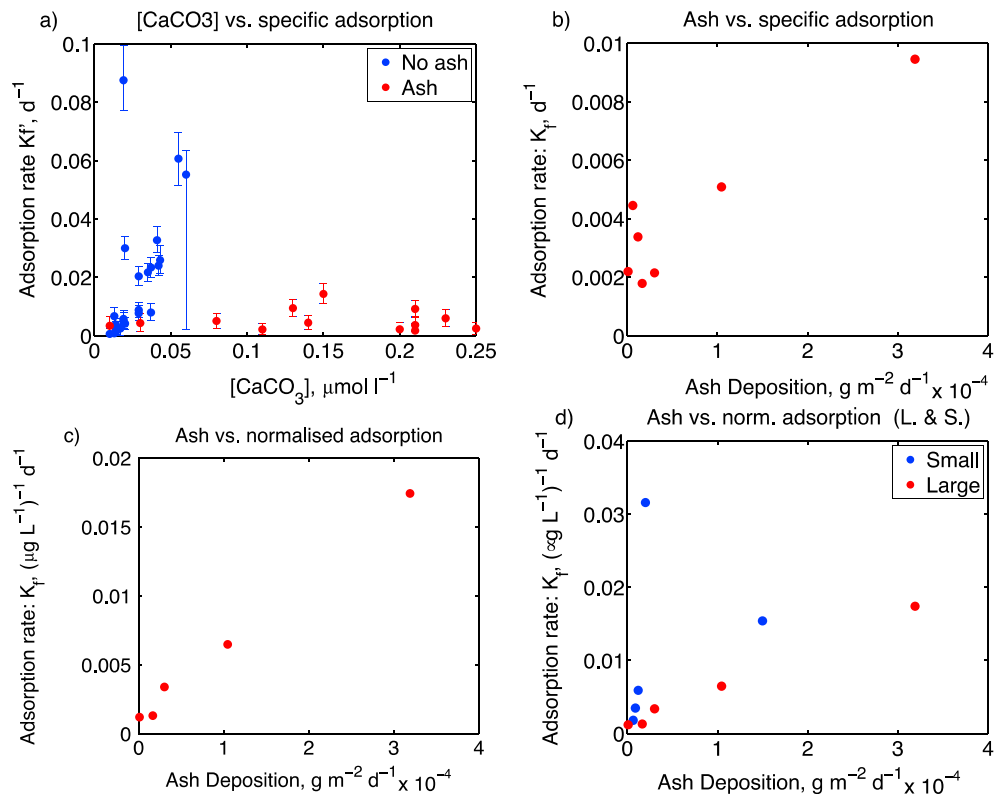 a) [CaCO3] vs. specific adsorption
No ash
Ash
Adsorption rate Kf', d⁻¹
0.1
0.08
0.06
0.04
0.02
0
0 0.05 0.1 0.15 0.2 0.25
[CaCO₃], μmol l⁻¹
b) Ash vs. specific adsorption
Adsorption rate: K_f, d⁻¹
0.01
0.008
0.006
0.004
0.002
0
0 1 2 3 4
Ash Deposition, g m⁻² d⁻¹ x 10⁻⁴
c) Ash vs. normalised adsorption
Adsorption rate: K_f, (μg L⁻¹)⁻¹ d⁻¹
0.02
0.015
0.01
0.005
0
0 1 2 3 4
Ash Deposition, g m⁻² d⁻¹ x 10⁻⁴
d) Ash vs. norm. adsorption (L. & S.)
Small
Large
Adsorption rate: K_f, (∝g L⁻¹)⁻¹ d⁻¹
0.04
0.03
0.02
0.01
0
0 1 2 3 4
Ash Deposition, g m⁻² d⁻¹ x 10⁻⁴